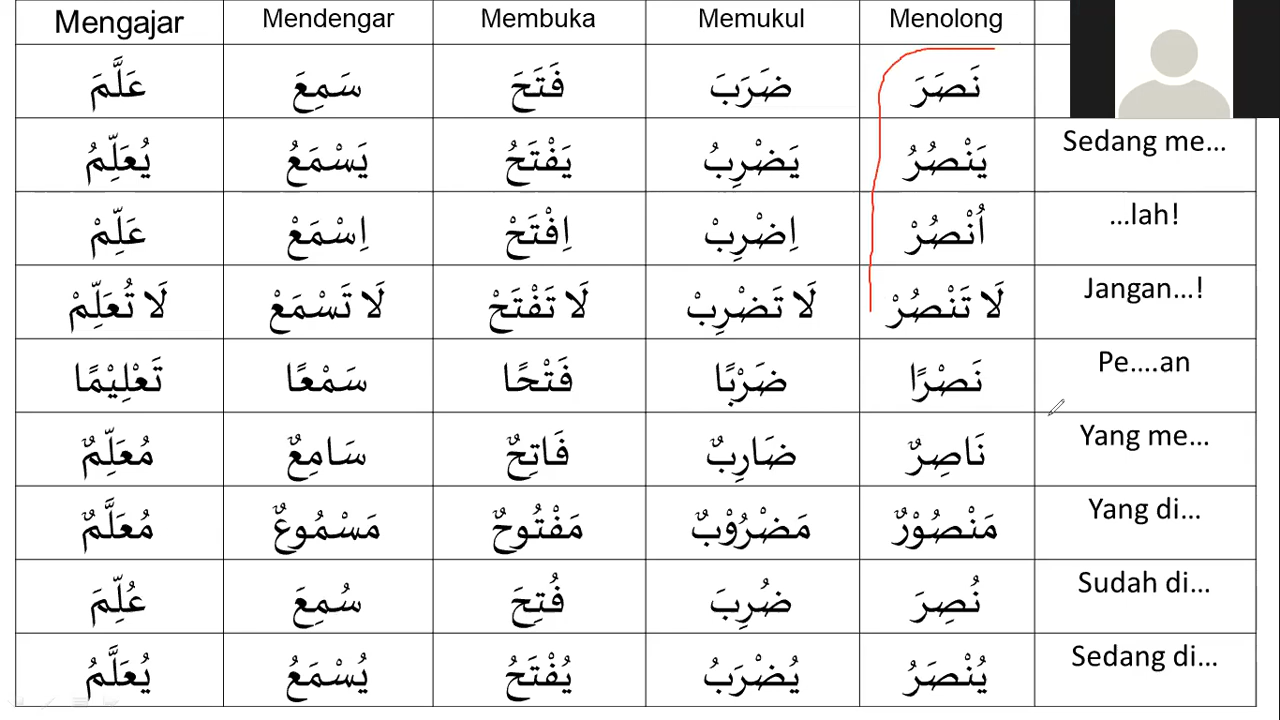 Mengajar Mendengar Membuka Memukul Menolong
عَلَّمَ سَمِعَ فَتَحَ ضَرَبَ نَصَرَ
يُعَلِّمُ يَسْمَعُ يَفْتَحُ يَضْرِبُ يَنْصُرُ Sedang me...
عَلِّمْ اِسْمَعْ اِفْتَحْ اِضْرِبْ اُنْصُرْ ...lah!
لَا تُعَلِّمْ لَا تَسْمَعْ لَا تَفْتَحْ لَا تَضْرِبْ لَا تَنْصُرْ Jangan...!
تَعْلِيْمًا سَمْعًا فَتْحًا ضَرْبًا نَصْرًا Pe....an
مُعَلِّمٌ سَامِعٌ فَاتِحٌ ضَارِبٌ نَاصِرٌ Yang me...
مُعَلَّمٌ مَسْمُوعٌ مَفْتُوحٌ مَضْرُوْبٌ مَنْصُوْرٌ Yang di...
عُلِّمَ سُمِعَ فُتِحَ ضُرِبَ نُصِرَ Sudah di...
يُعَلَّمُ يُسْمَعُ يُفْتَحُ يُضْرَبُ يُنْصَرُ Sedang di...